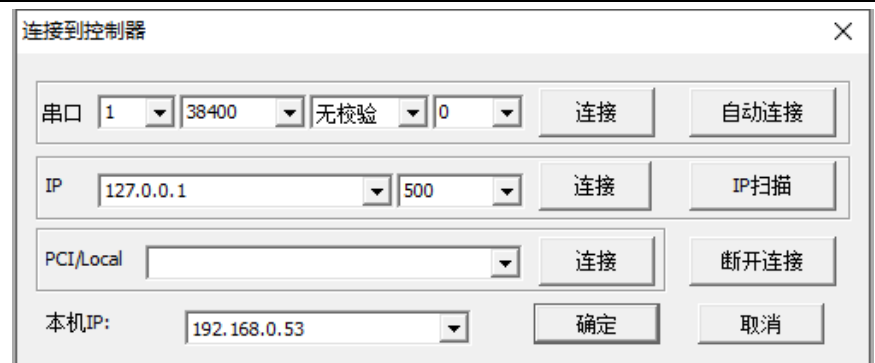 连接到控制器
串口 1 38400 无校验 0 连接 自动连接
IP 127.0.0.1 500 连接 IP扫描
PCI/Local 连接 断开连接
本机IP: 192.168.0.53 确定 取消